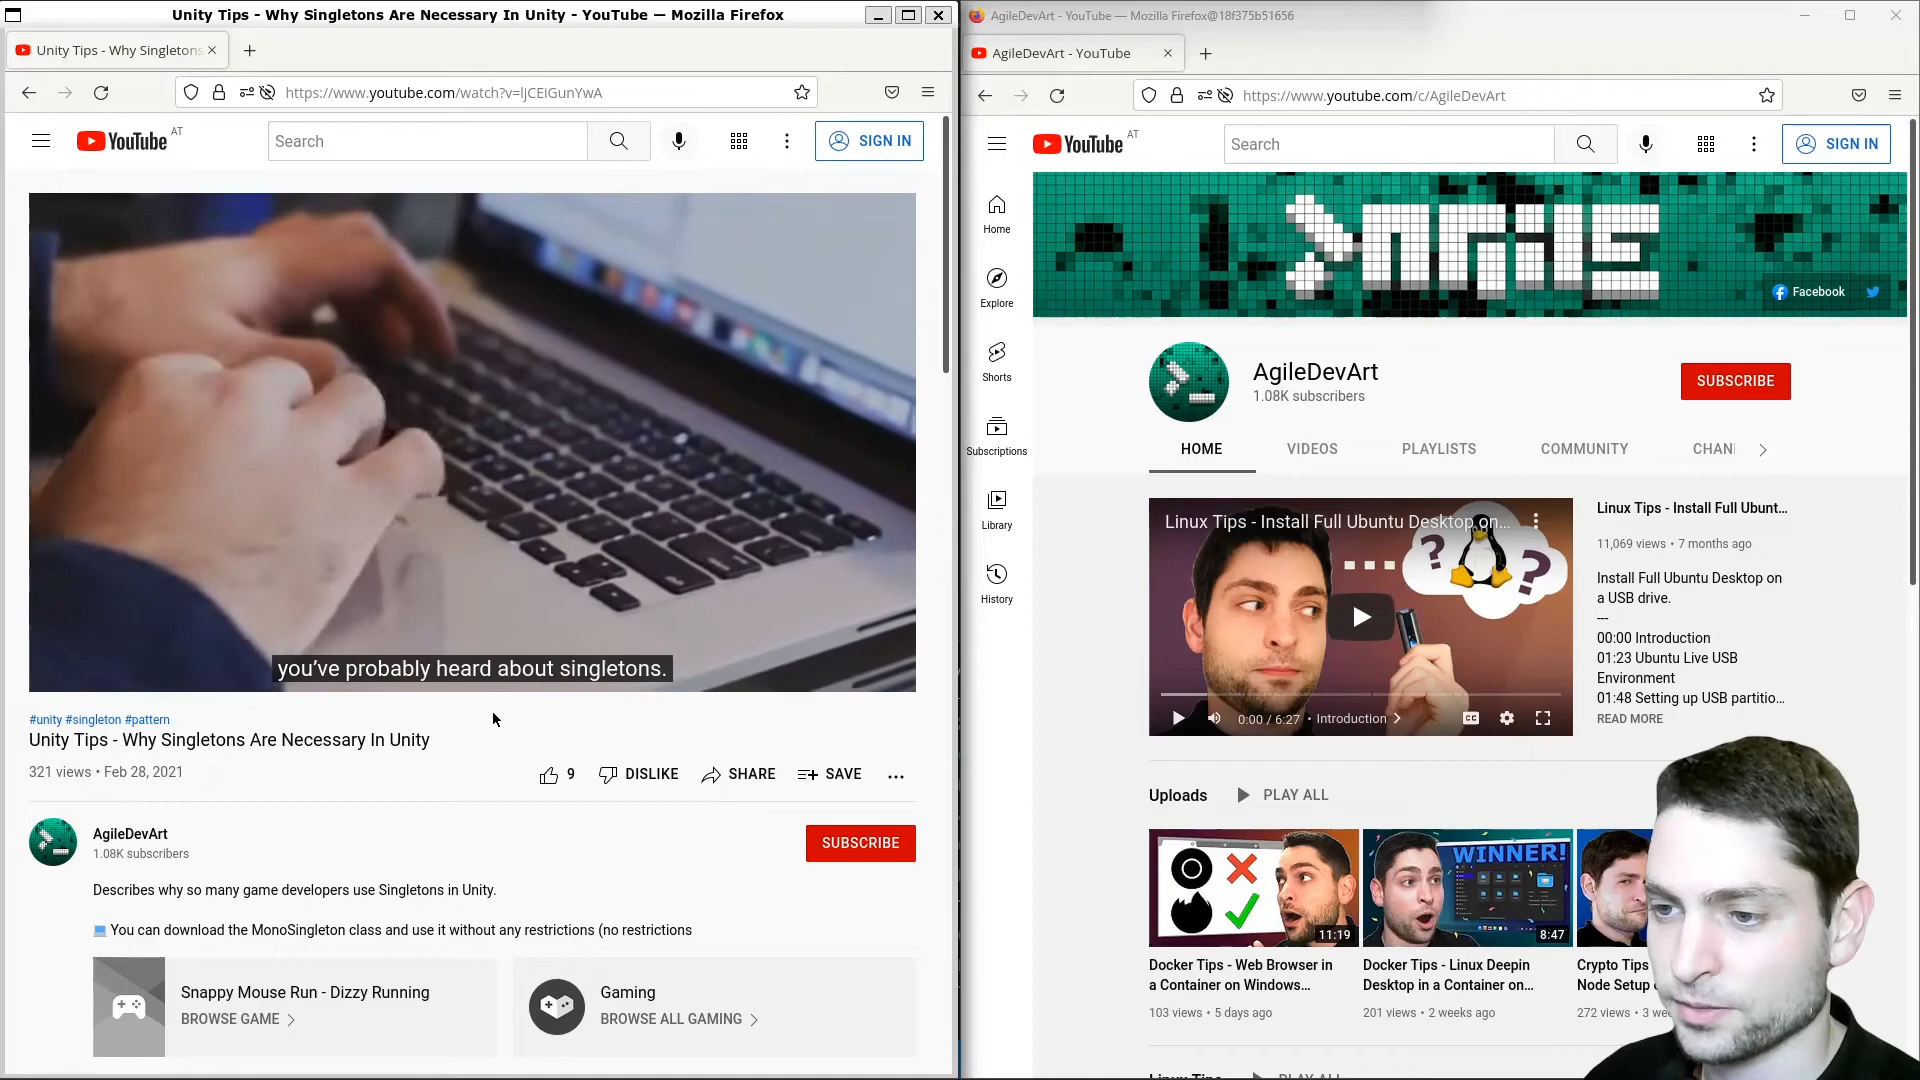 Unity Tips - Why Singletons Are Necessary In Unity - YouTube — Mozilla Firefox
Unity Tips - Why Singletons
https://www.youtube.com/watch?v=ljCEiGunYwA
YouTube AT
Search
SIGN IN
you've probably heard about singletons.
#unity #singleton #pattern
Unity Tips - Why Singletons Are Necessary In Unity
321 views • Feb 28, 2021
9
DISLIKE
SHARE
SAVE
AgileDevArt
1.08K subscribers
SUBSCRIBE
Describes why so many game developers use Singletons in Unity.
You can download the MonoSingleton class and use it without any restrictions (no restrictions
Snappy Mouse Run - Dizzy Running
BROWSE GAME
Gaming
BROWSE ALL GAMING
AgileDevArt - YouTube — Mozilla Firefox@18f375b51656
AgileDevArt - YouTube
https://www.youtube.com/c/AgileDevArt
YouTube AT
Search
SIGN IN
Home
Explore
Shorts
Subscriptions
Library
History
Facebook
AgileDevArt
1.08K subscribers
SUBSCRIBE
HOME
VIDEOS
PLAYLISTS
COMMUNITY
CHAN
Linux Tips - Install Full Ubuntu Desktop on...
? ?
0:00 / 6:27 • Introduction
CC
Linux Tips - Install Full Ubunt...
11,069 views • 7 months ago
Install Full Ubuntu Desktop on
a USB drive.
---
00:00 Introduction
01:23 Ubuntu Live USB
Environment
01:48 Setting up USB partitio...
READ MORE
Uploads
PLAY ALL
11:19
WINNER!
8:47
Docker Tips - Web Browser in
a Container on Windows...
103 views • 5 days ago
Docker Tips - Linux Deepin
Desktop in a Container on...
201 views • 2 weeks ago
Crypto Tips
Node Setup
272 views • 3 wee
Linux Tips
PLAY ALL